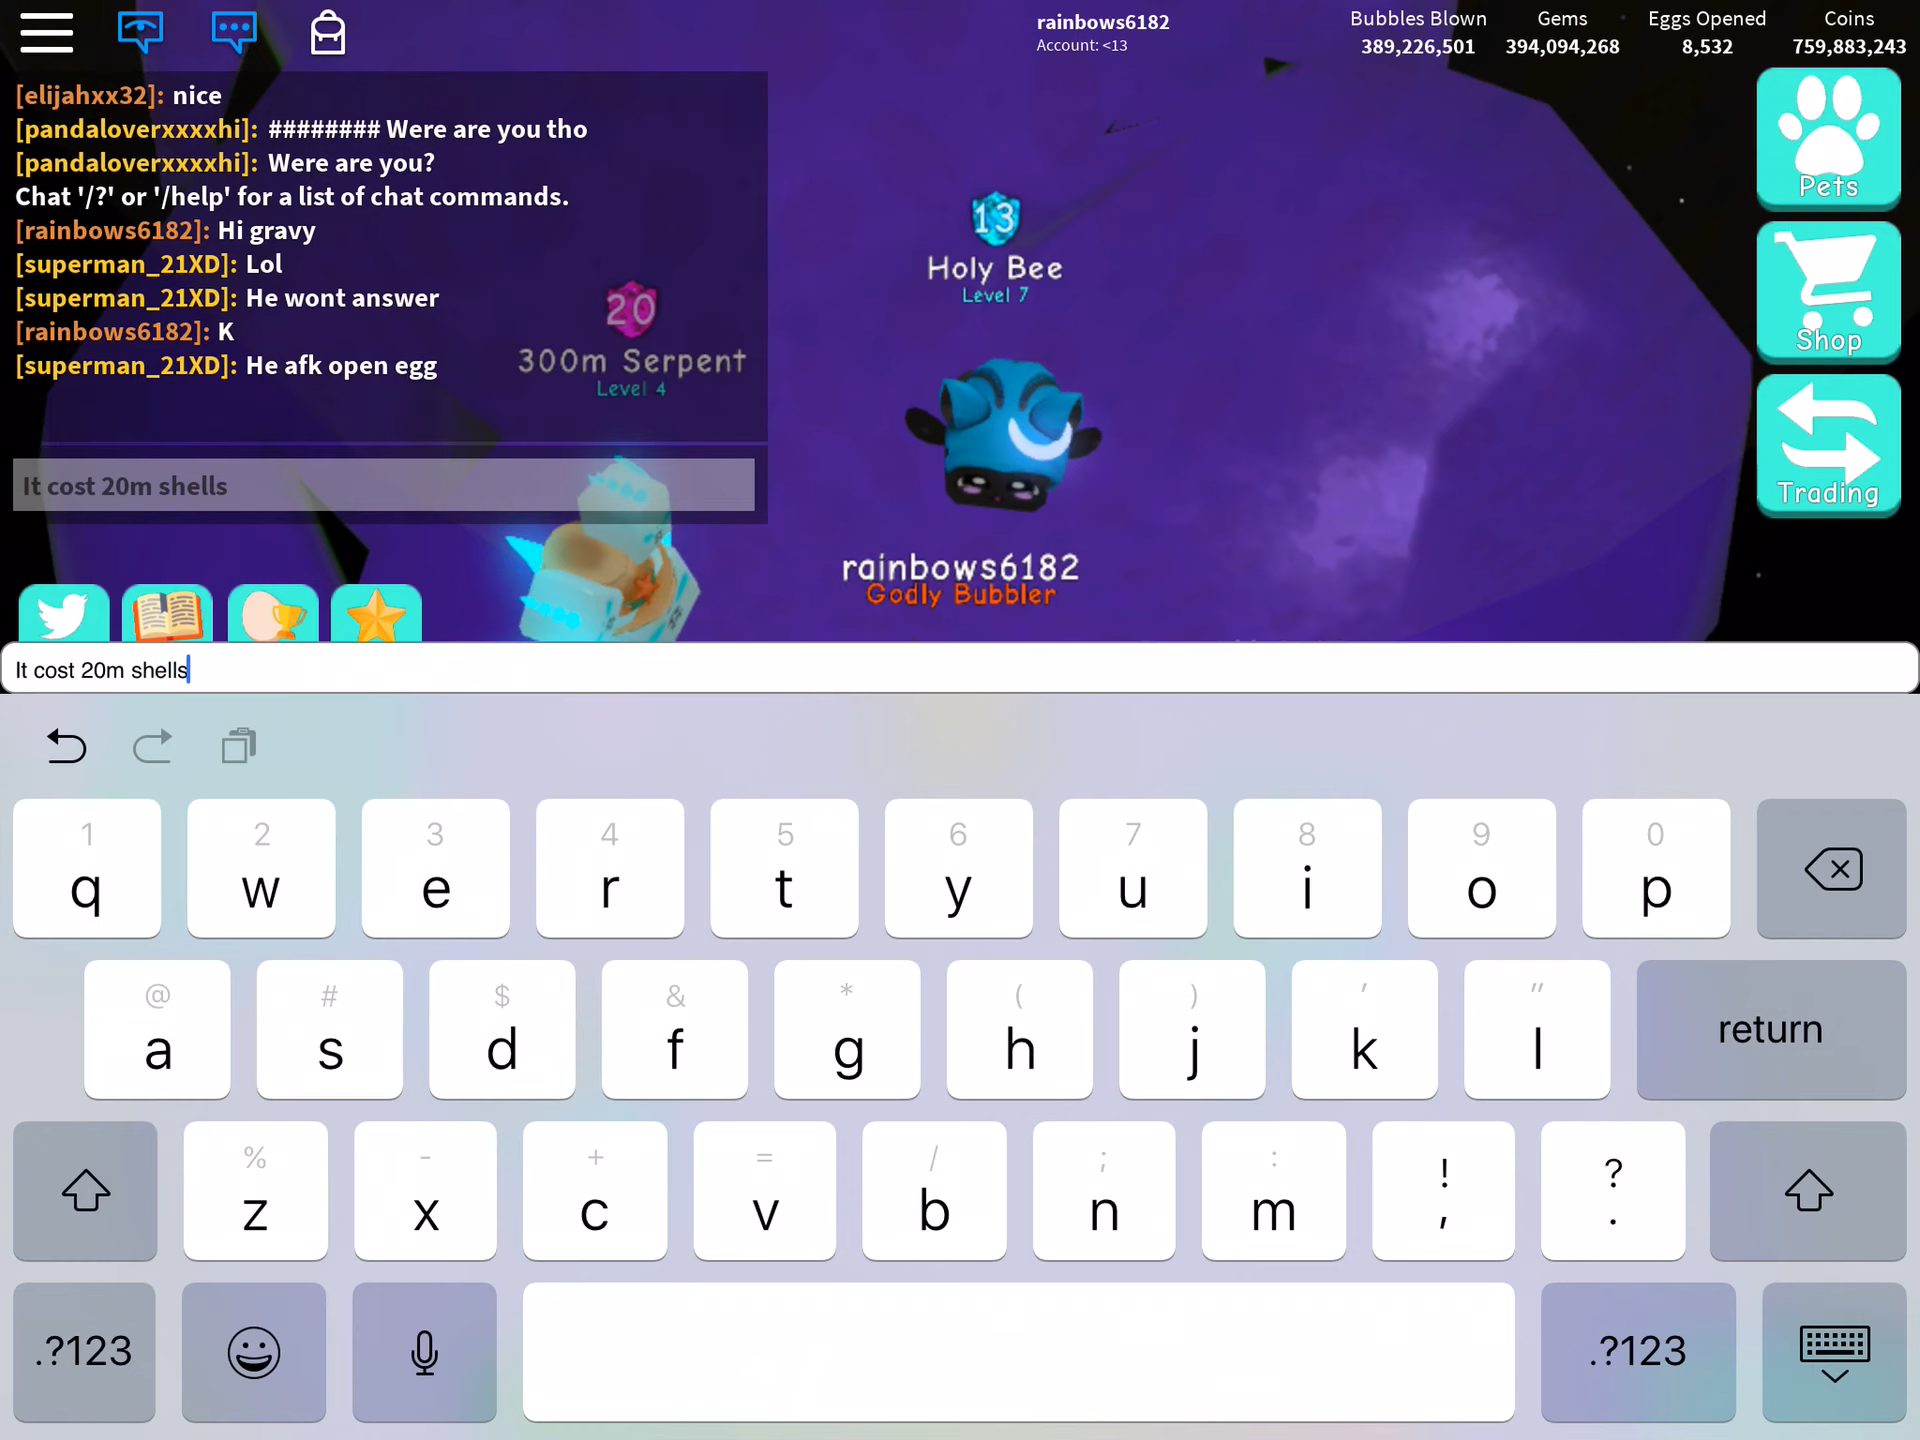 rainbows6182
Account: <13
Bubbles Blown
389,226,501
Gems
394,094,268
Eggs Opened
8,532
Coins
759,883,243
[elijahxx32]: nice
[pandaloverxxxxhi]: ######## Were are you tho
[pandaloverxxxxhi]: Were are you?
Chat '/?' or '/help' for a list of chat commands.
[rainbows6182]: Hi gravy
[superman_21XD]: Lol
[superman_21XD]: He wont answer
[rainbows6182]: K
[superman_21XD]: He afk open egg
It cost 20m shells
20
300m Serpent
Level 4
13
Holy Bee
Level 7
rainbows6182
Godly Bubbler
Pets
Shop
Trading
It cost 20m shells
1 2 3 4 5 6 7 8 9 0
q w e r t y u i o p
@ # $ & * ( ) ' "
a s d f g h j k l return
% - + = / ; : ! ?
z x c v b n m , .
.?123 .?123